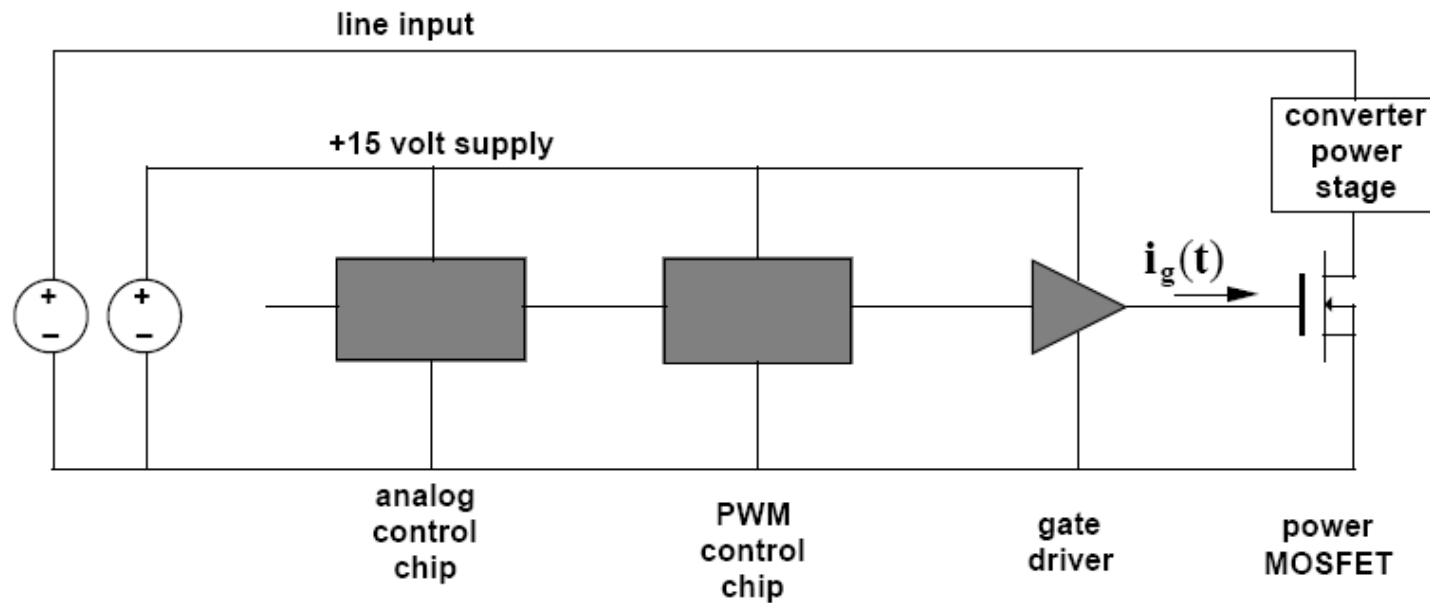 line input
+15 volt supply
converter
power
stage
i_g(t)
+
−
+
−
analog
control
chip
PWM
control
chip
gate
driver
power
MOSFET